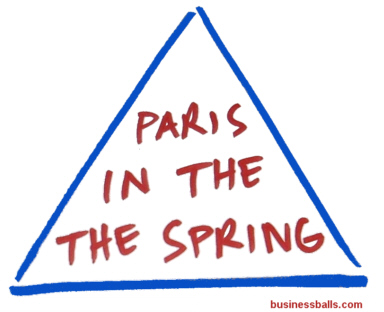 PARIS
IN THE
THE SPRING
businessballs.com